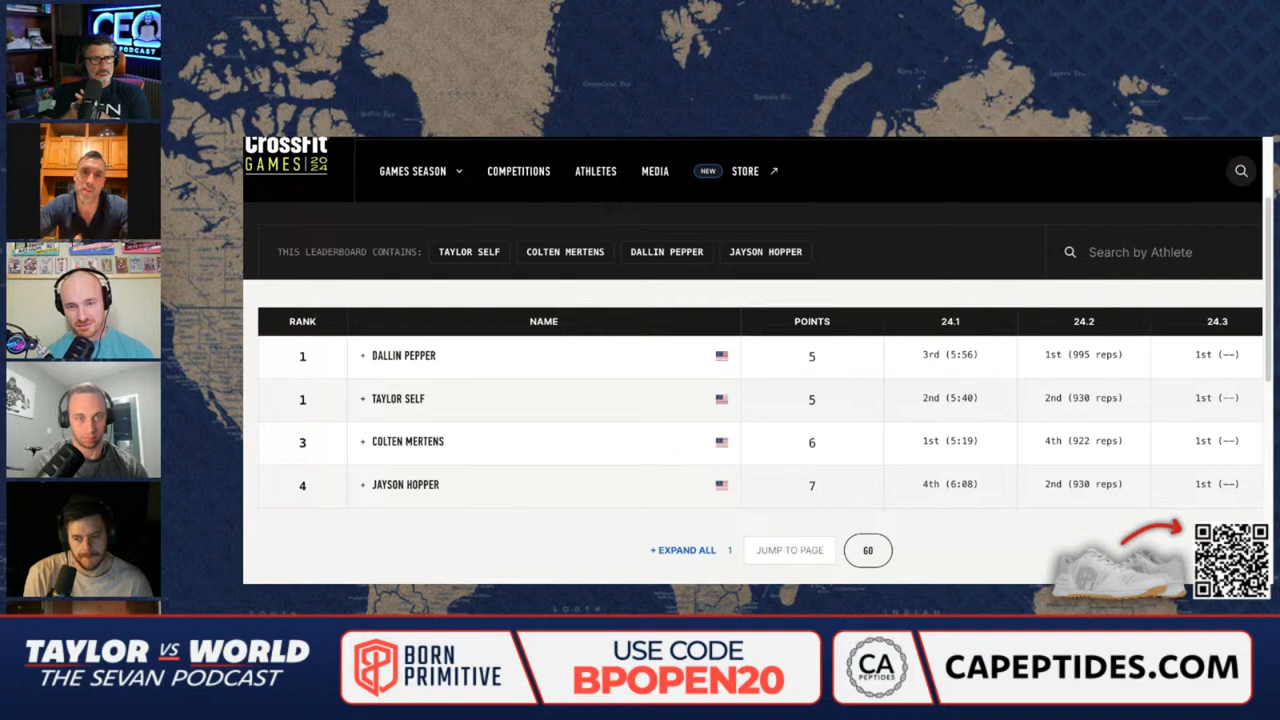 CEO
PODCAST
CrossFit
GAMES 2024
GAMES SEASON COMPETITIONS ATHLETES MEDIA NEW STORE ↗
THIS LEADERBOARD CONTAINS: TAYLOR SELF COLTEN MERTENS DALLIN PEPPER JAYSON HOPPER Search by Athlete
RANK NAME POINTS 24.1 24.2 24.3
1 + DALLIN PEPPER 5 3rd (5:56) 1st (995 reps) 1st (--)
1 + TAYLOR SELF 5 2nd (5:40) 2nd (930 reps) 1st (--)
3 + COLTEN MERTENS 6 1st (5:19) 4th (922 reps) 1st (--)
4 + JAYSON HOPPER 7 4th (6:08) 2nd (930 reps) 1st (--)
+ EXPAND ALL 1 JUMP TO PAGE GO
SOUTH
INDIAN
TAYLOR VS WORLD
THE SEVAN PODCAST
BORN
PRIMITIVE
USE CODE
BPOPEN20
CA
PEPTIDES
CAPEPTIDES.COM